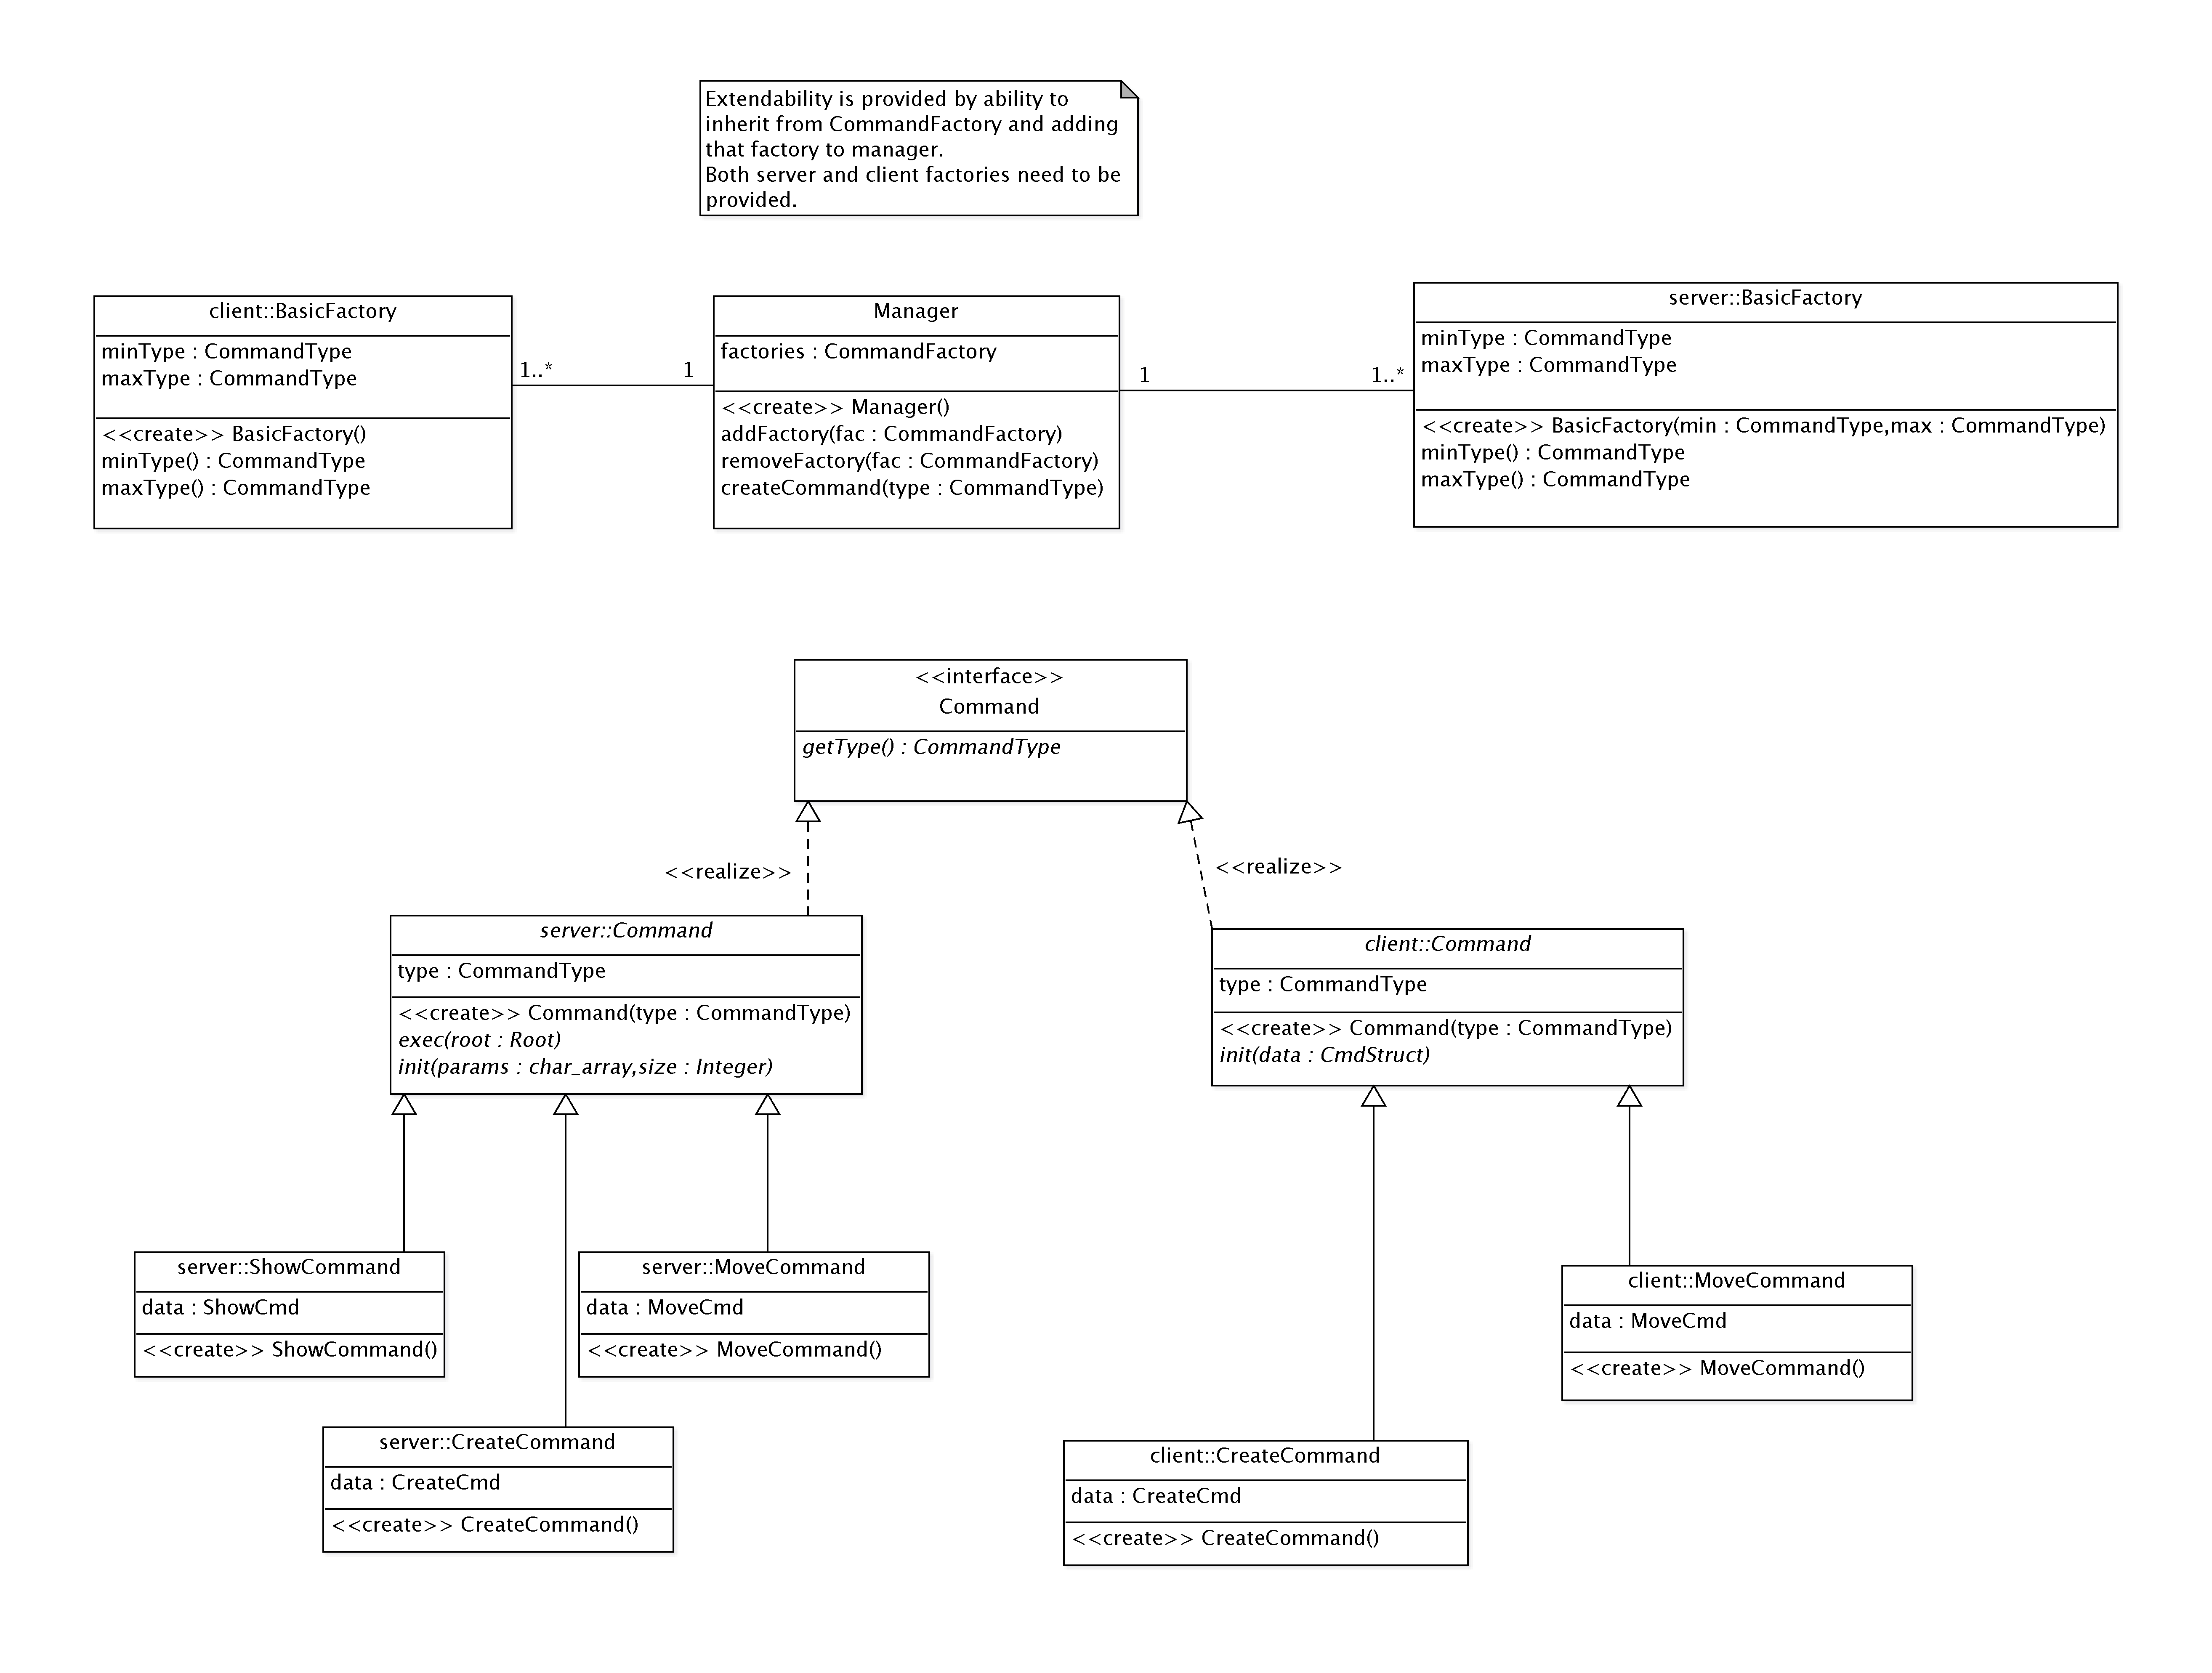 Extendability is provided by ability to
inherit from CommandFactory and adding
that factory to manager.
Both server and client factories need to be
provided.
client::BasicFactory
minType : CommandType
maxType : CommandType
<<create>> BasicFactory()
minType() : CommandType
maxType() : CommandType
1..*
1
Manager
factories : CommandFactory
<<create>> Manager()
addFactory(fac : CommandFactory)
removeFactory(fac : CommandFactory)
createCommand(type : CommandType)
1
1..*
server::BasicFactory
minType : CommandType
maxType : CommandType
<<create>> BasicFactory(min : CommandType,max : CommandType)
minType() : CommandType
maxType() : CommandType
<<interface>>
Command
getType() : CommandType
<<realize>>
<<realize>>
server::Command
type : CommandType
<<create>> Command(type : CommandType)
exec(root : Root)
init(params : char_array,size : Integer)
client::Command
type : CommandType
<<create>> Command(type : CommandType)
init(data : CmdStruct)
server::ShowCommand
data : ShowCmd
<<create>> ShowCommand()
server::MoveCommand
data : MoveCmd
<<create>> MoveCommand()
client::MoveCommand
data : MoveCmd
<<create>> MoveCommand()
server::CreateCommand
data : CreateCmd
<<create>> CreateCommand()
client::CreateCommand
data : CreateCmd
<<create>> CreateCommand()